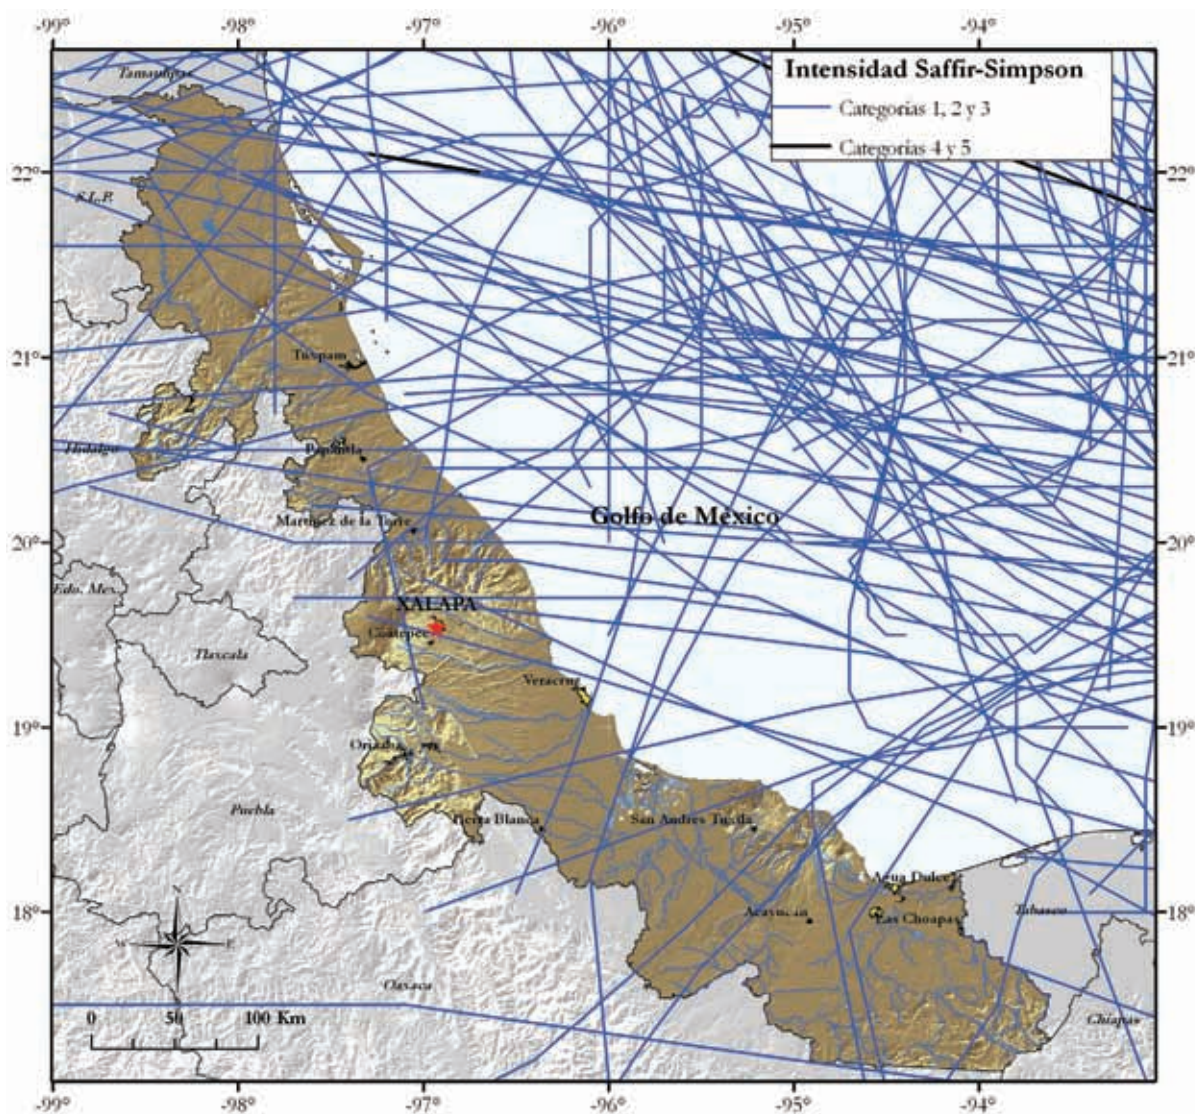 -99° -98° -97° -96° -95° -94°
Tamaulipas
Intensidad Saffir-Simpson
Categorías 1, 2 y 3
Categorías 4 y 5
22° 22°
S.L.P.
21° 21°
Tuxpam
Hidalgo
Papantla
Golfo de México
Martínez de la Torre
20° 20°
Edo. Mex.
XALAPA
Coatepec
Tlaxcala
Veracruz
19° 19°
Orizaba
Puebla
Tierra Blanca
San Andres Tuxtla
Agua Dulce
18° 18°
Acayucan
Las Choapas
Tabasco
N
W E
S
Oaxaca
0 50 100 Km
Chiapas
-99° -98° -97° -96° -95° -94°